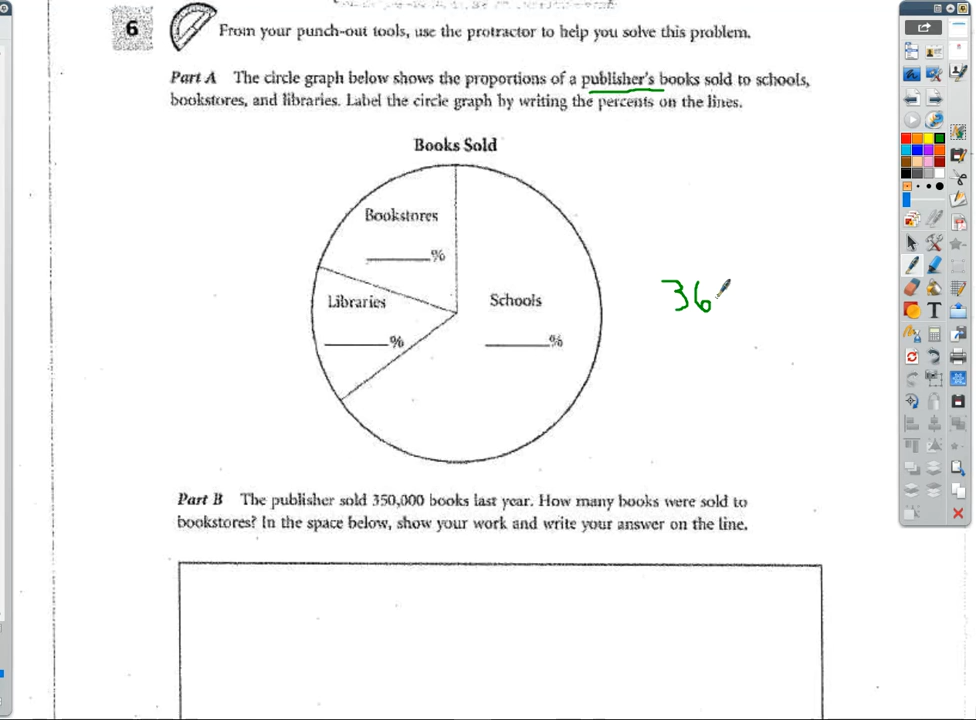 6 From your punch-out tools, use the protractor to help you solve this problem.
Part A The circle graph below shows the proportions of a publisher's books sold to schools,
bookstores, and libraries. Label the circle graph by writing the percents on the lines.
Books Sold
Bookstores
______%
Libraries
______%
Schools
______%
36
Part B The publisher sold 350,000 books last year. How many books were sold to
bookstores? In the space below, show your work and write your answer on the line.
T